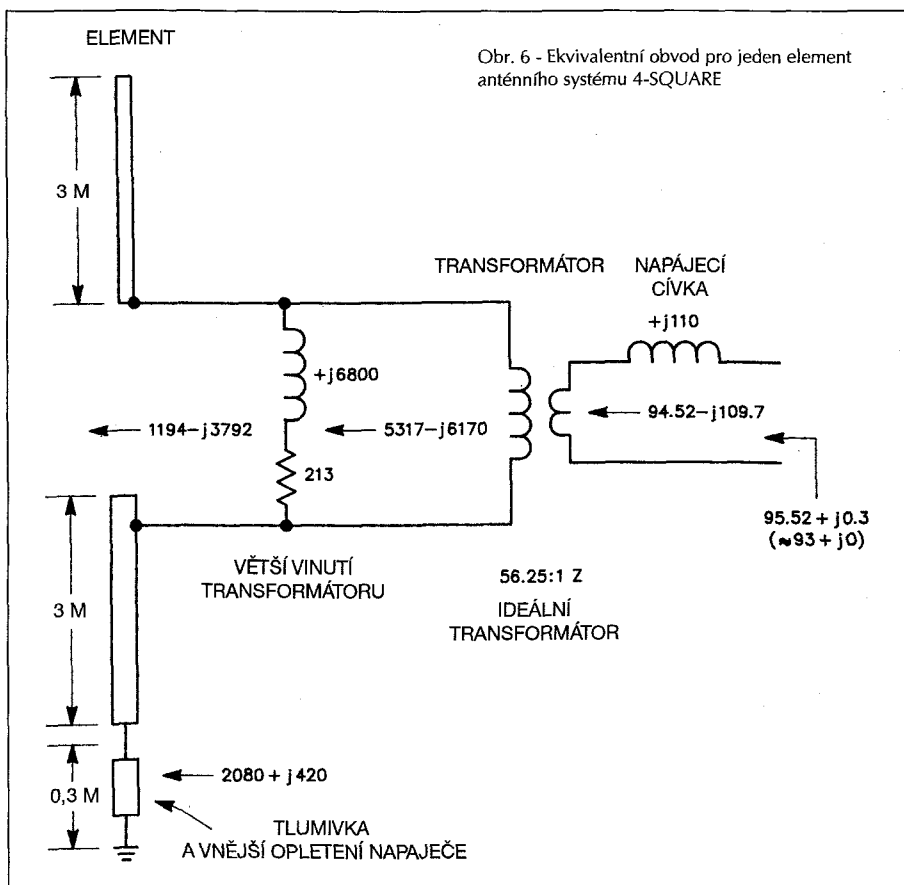 ELEMENT
Obr. 6 - Ekvivalentní obvod pro jeden element
anténního systému 4-SQUARE
3 M
TRANSFORMÁTOR
NAPÁJECÍ
CÍVKA
+j110
+j6800
1194-j3792
5317-j6170
94.52-j109.7
213
95.52 + j0.3
(≈93 + j0)
VĚTŠÍ VINUTÍ
TRANSFORMÁTORU
56.25:1 Z
IDEÁLNÍ
TRANSFORMÁTOR
3 M
2080 + j420
0,3 M
TLUMIVKA
A VNĚJŠÍ OPLETENÍ NAPAJEČE